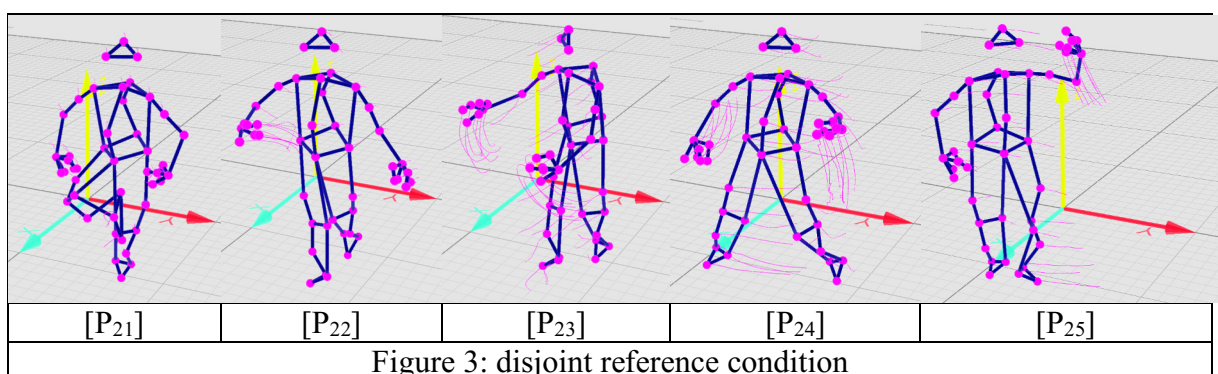 [P₂₁] [P₂₂] [P₂₃] [P₂₄] [P₂₅]
Figure 3: disjoint reference condition